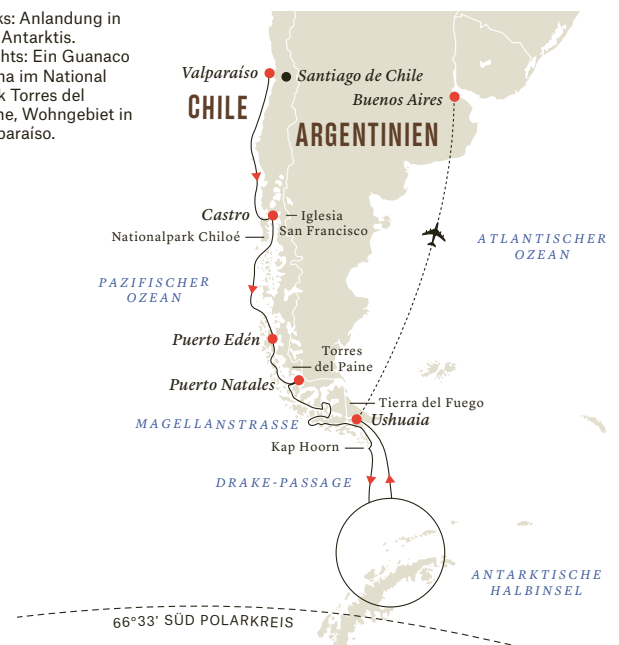 ks: Anlandung in
Antarktis.
hts: Ein Guanaco
na im National
k Torres del
ne, Wohngebiet in
paraíso.
Valparaíso
Santiago de Chile
Buenos Aires
CHILE
ARGENTINIEN
Castro
Iglesia
San Francisco
Nationalpark Chiloé
ATLANTISCHER
OZEAN
PAZIFISCHER
OZEAN
Puerto Edén
Torres
del Paine
Puerto Natales
Tierra del Fuego
MAGELLANSTRASSE
Ushuaia
Kap Hoorn
DRAKE-PASSAGE
ANTARKTISCHE
HALBINSEL
66°33' SÜD POLARKREIS